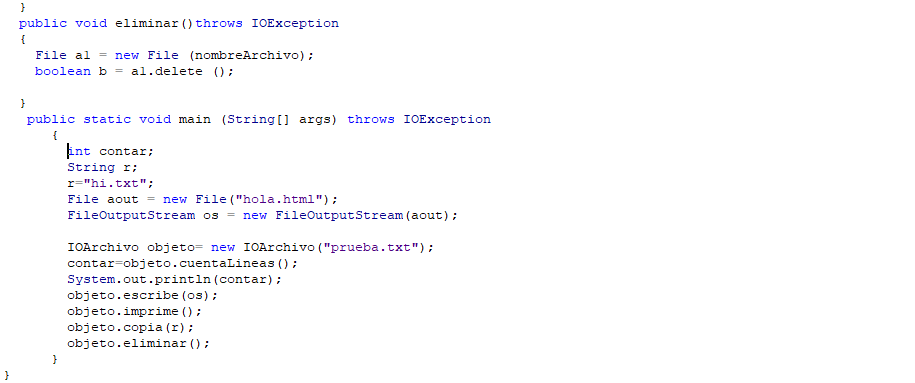 }
public void eliminar()throws IOException
{
File a1 = new File (nombreArchivo);
boolean b = a1.delete ();
}
public static void main (String[] args) throws IOException
{
int contar;
String r;
r="hi.txt";
File aout = new File("hola.html");
FileOutputStream os = new FileOutputStream(aout);
IOArchivo objeto= new IOArchivo("prueba.txt");
contar=objeto.cuentaLineas();
System.out.println(contar);
objeto.escribe(os);
objeto.imprime();
objeto.copia(r);
objeto.eliminar();
}
}